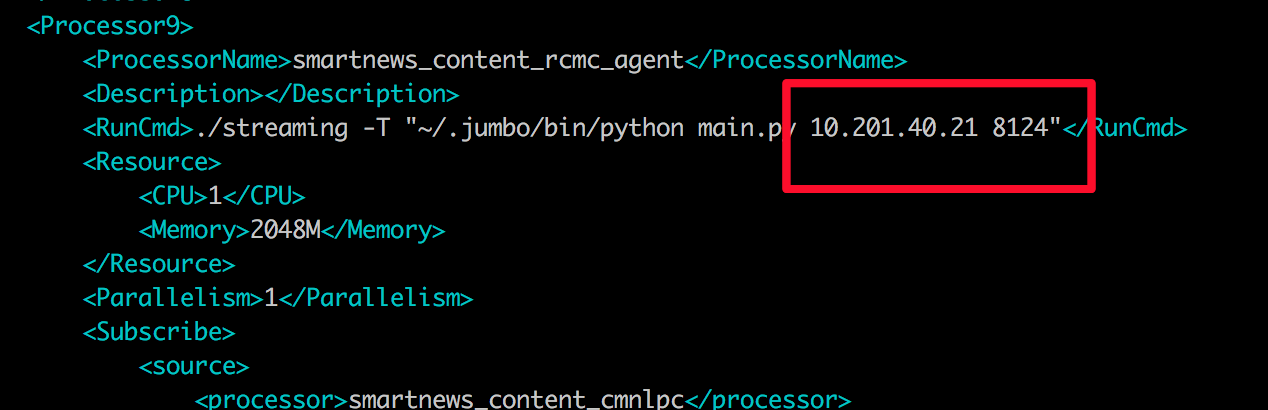 <Processor9>
<ProcessorName>smartnews_content_rcmc_agent</ProcessorName>
<Description></Description>
<RunCmd>./streaming -T "~/.jumbo/bin/python main.py 10.201.40.21 8124"</RunCmd>
<Resource>
<CPU>1</CPU>
<Memory>2048M</Memory>
</Resource>
<Parallelism>1</Parallelism>
<Subscribe>
<source>
<processor>smartnews_content_cmnlpc</processor>